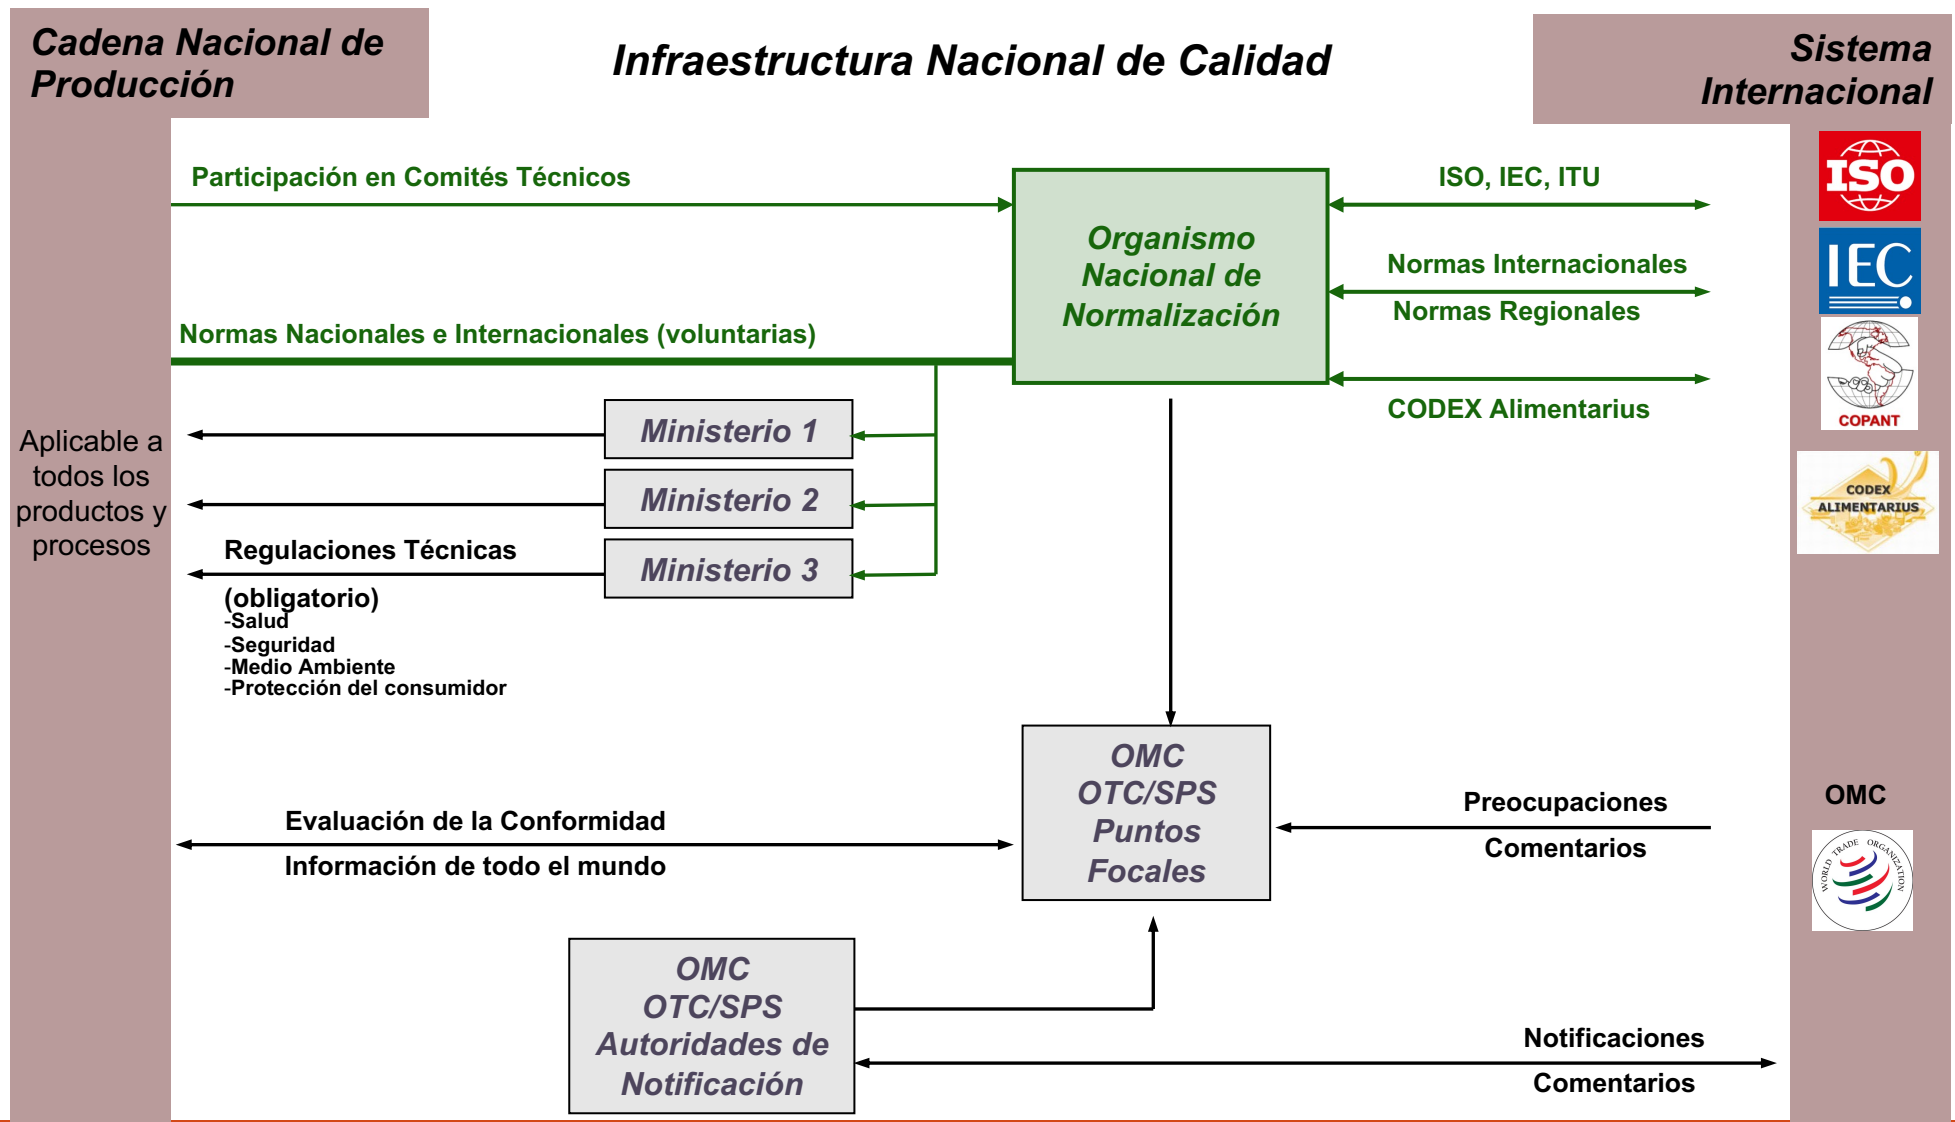 Cadena Nacional de
Producción
Infraestructura Nacional de Calidad
Sistema
Internacional
Participación en Comités Técnicos
ISO, IEC, ITU
ISO
Organismo
Nacional de
Normalización
Normas Internacionales
Normas Regionales
IEC
Normas Nacionales e Internacionales (voluntarias)
CODEX Alimentarius
COPANT
Aplicable a
todos los
productos y
procesos
Ministerio 1
Ministerio 2
Ministerio 3
CODEX
ALIMENTARIUS
Regulaciones Técnicas
(obligatorio)
-Salud
-Seguridad
-Medio Ambiente
-Protección del consumidor
OMC
OTC/SPS
Puntos
Focales
Evaluación de la Conformidad
Información de todo el mundo
Preocupaciones
Comentarios
OMC
WORLD TRADE ORGANIZATION
OMC
OTC/SPS
Autoridades de
Notificación
Notificaciones
Comentarios